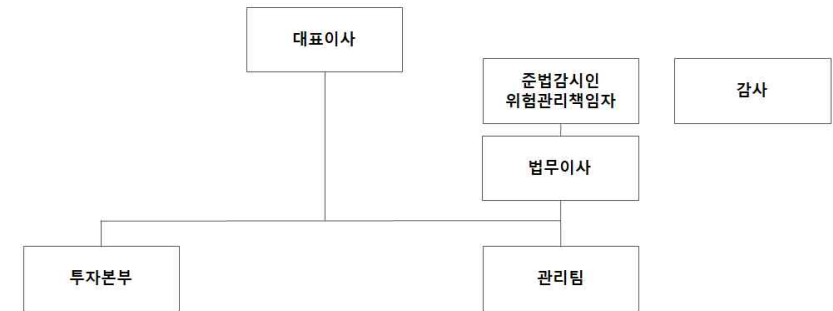 대표이사
준법감시인
위험관리책임자
감사
법무이사
투자본부
관리팀